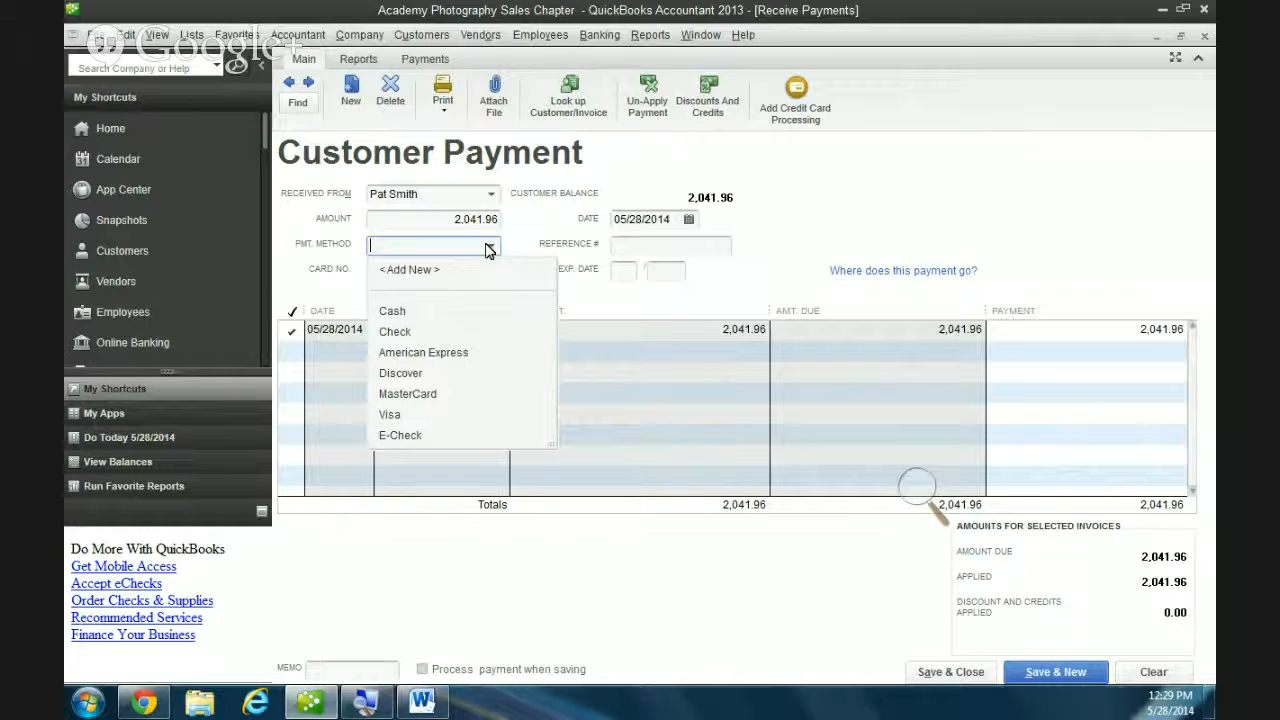 Academy Photography Sales Chapter - QuickBooks Accountant 2013 - [Receive Payments]
Edit View Lists Favorites Accountant Company Customers Vendors Employees Banking Reports Window Help
Google+
Search Company or Help
Main Reports Payments
My Shortcuts
Find New Delete Print Attach File Look up Customer/Invoice Un-Apply Payment Discounts And Credits Add Credit Card Processing
Home
Calendar
App Center
Snapshots
Customers
Vendors
Employees
Online Banking
My Shortcuts
My Apps
Do Today 5/28/2014
View Balances
Run Favorite Reports
Do More With QuickBooks
Get Mobile Access
Accept eChecks
Order Checks & Supplies
Recommended Services
Finance Your Business
Customer Payment
RECEIVED FROM Pat Smith CUSTOMER BALANCE 2,041.96
AMOUNT 2,041.96 DATE 05/28/2014
PMT. METHOD REFERENCE #
CARD NO. EXP. DATE /
Where does this payment go?
< Add New >
Cash
Check
American Express
Discover
MasterCard
Visa
E-Check
DATE AMT. DUE PAYMENT
05/28/2014 2,041.96 2,041.96 2,041.96
Totals 2,041.96 2,041.96 2,041.96
AMOUNTS FOR SELECTED INVOICES
AMOUNT DUE 2,041.96
APPLIED 2,041.96
DISCOUNT AND CREDITS APPLIED 0.00
MEMO Process payment when saving
Save & Close Save & New Clear
12:29 PM
5/28/2014